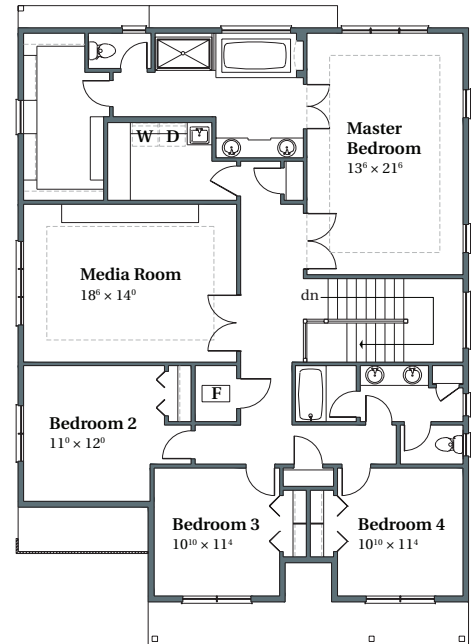 W D
Master
Bedroom
13⁶ × 21⁶
Media Room
18⁶ × 14⁰
dn
F
Bedroom 2
11⁰ × 12⁰
Bedroom 3
10¹⁰ × 11⁴
Bedroom 4
10¹⁰ × 11⁴